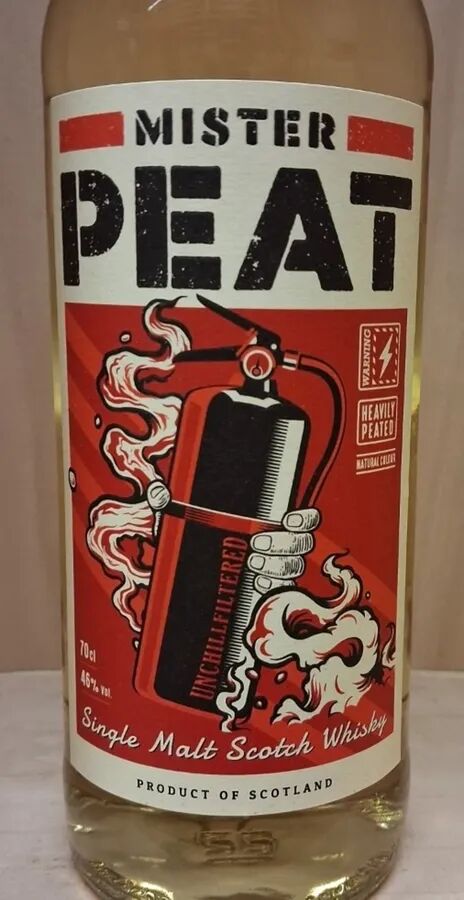 MISTER
PEAT
WARNING
HEAVILY
PEATED
NATURAL COLOUR
UNCHILLFILTERED
70cl
46% Vol.
Single Malt Scotch Whisky
PRODUCT OF SCOTLAND